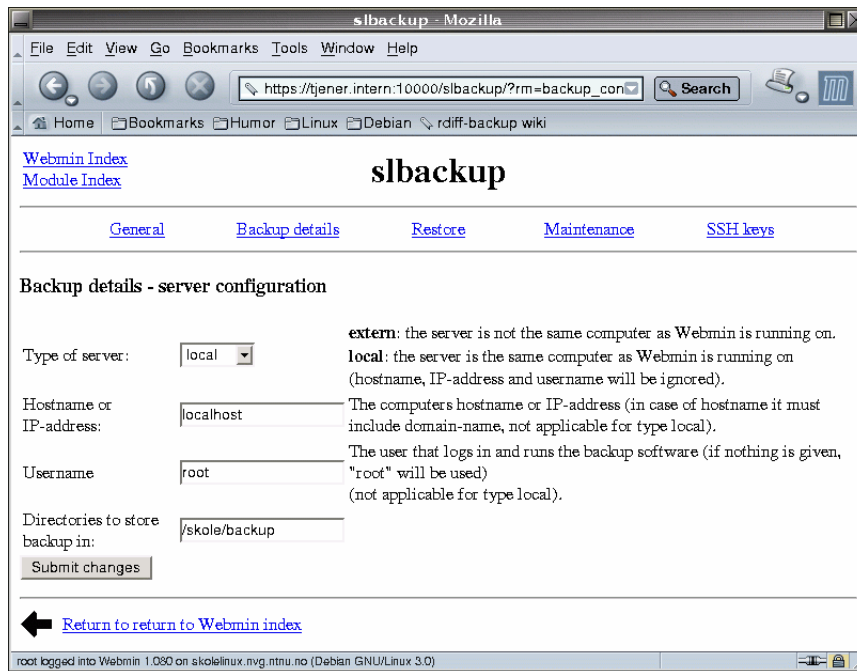 slbackup - Mozilla
File Edit View Go Bookmarks Tools Window Help
https://tjener.intern:10000/slbackup/?rm=backup_con
Search
Home Bookmarks Humor Linux Debian rdiff-backup wiki
Webmin Index
Module Index
slbackup
General Backup details Restore Maintenance SSH keys
Backup details - server configuration
Type of server:
local
extern: the server is not the same computer as Webmin is running on.
local: the server is the same computer as Webmin is running on
(hostname, IP-address and username will be ignored).
Hostname or
IP-address:
localhost
The computers hostname or IP-address (in case of hostname it must
include domain-name, not applicable for type local).
Username
root
The user that logs in and runs the backup software (if nothing is given,
"root" will be used)
(not applicable for type local).
Directories to store
backup in:
/skole/backup
Submit changes
Return to return to Webmin index
root logged into Webmin 1.080 on skolelinux.nvg.ntnu.no (Debian GNU/Linux 3.0)